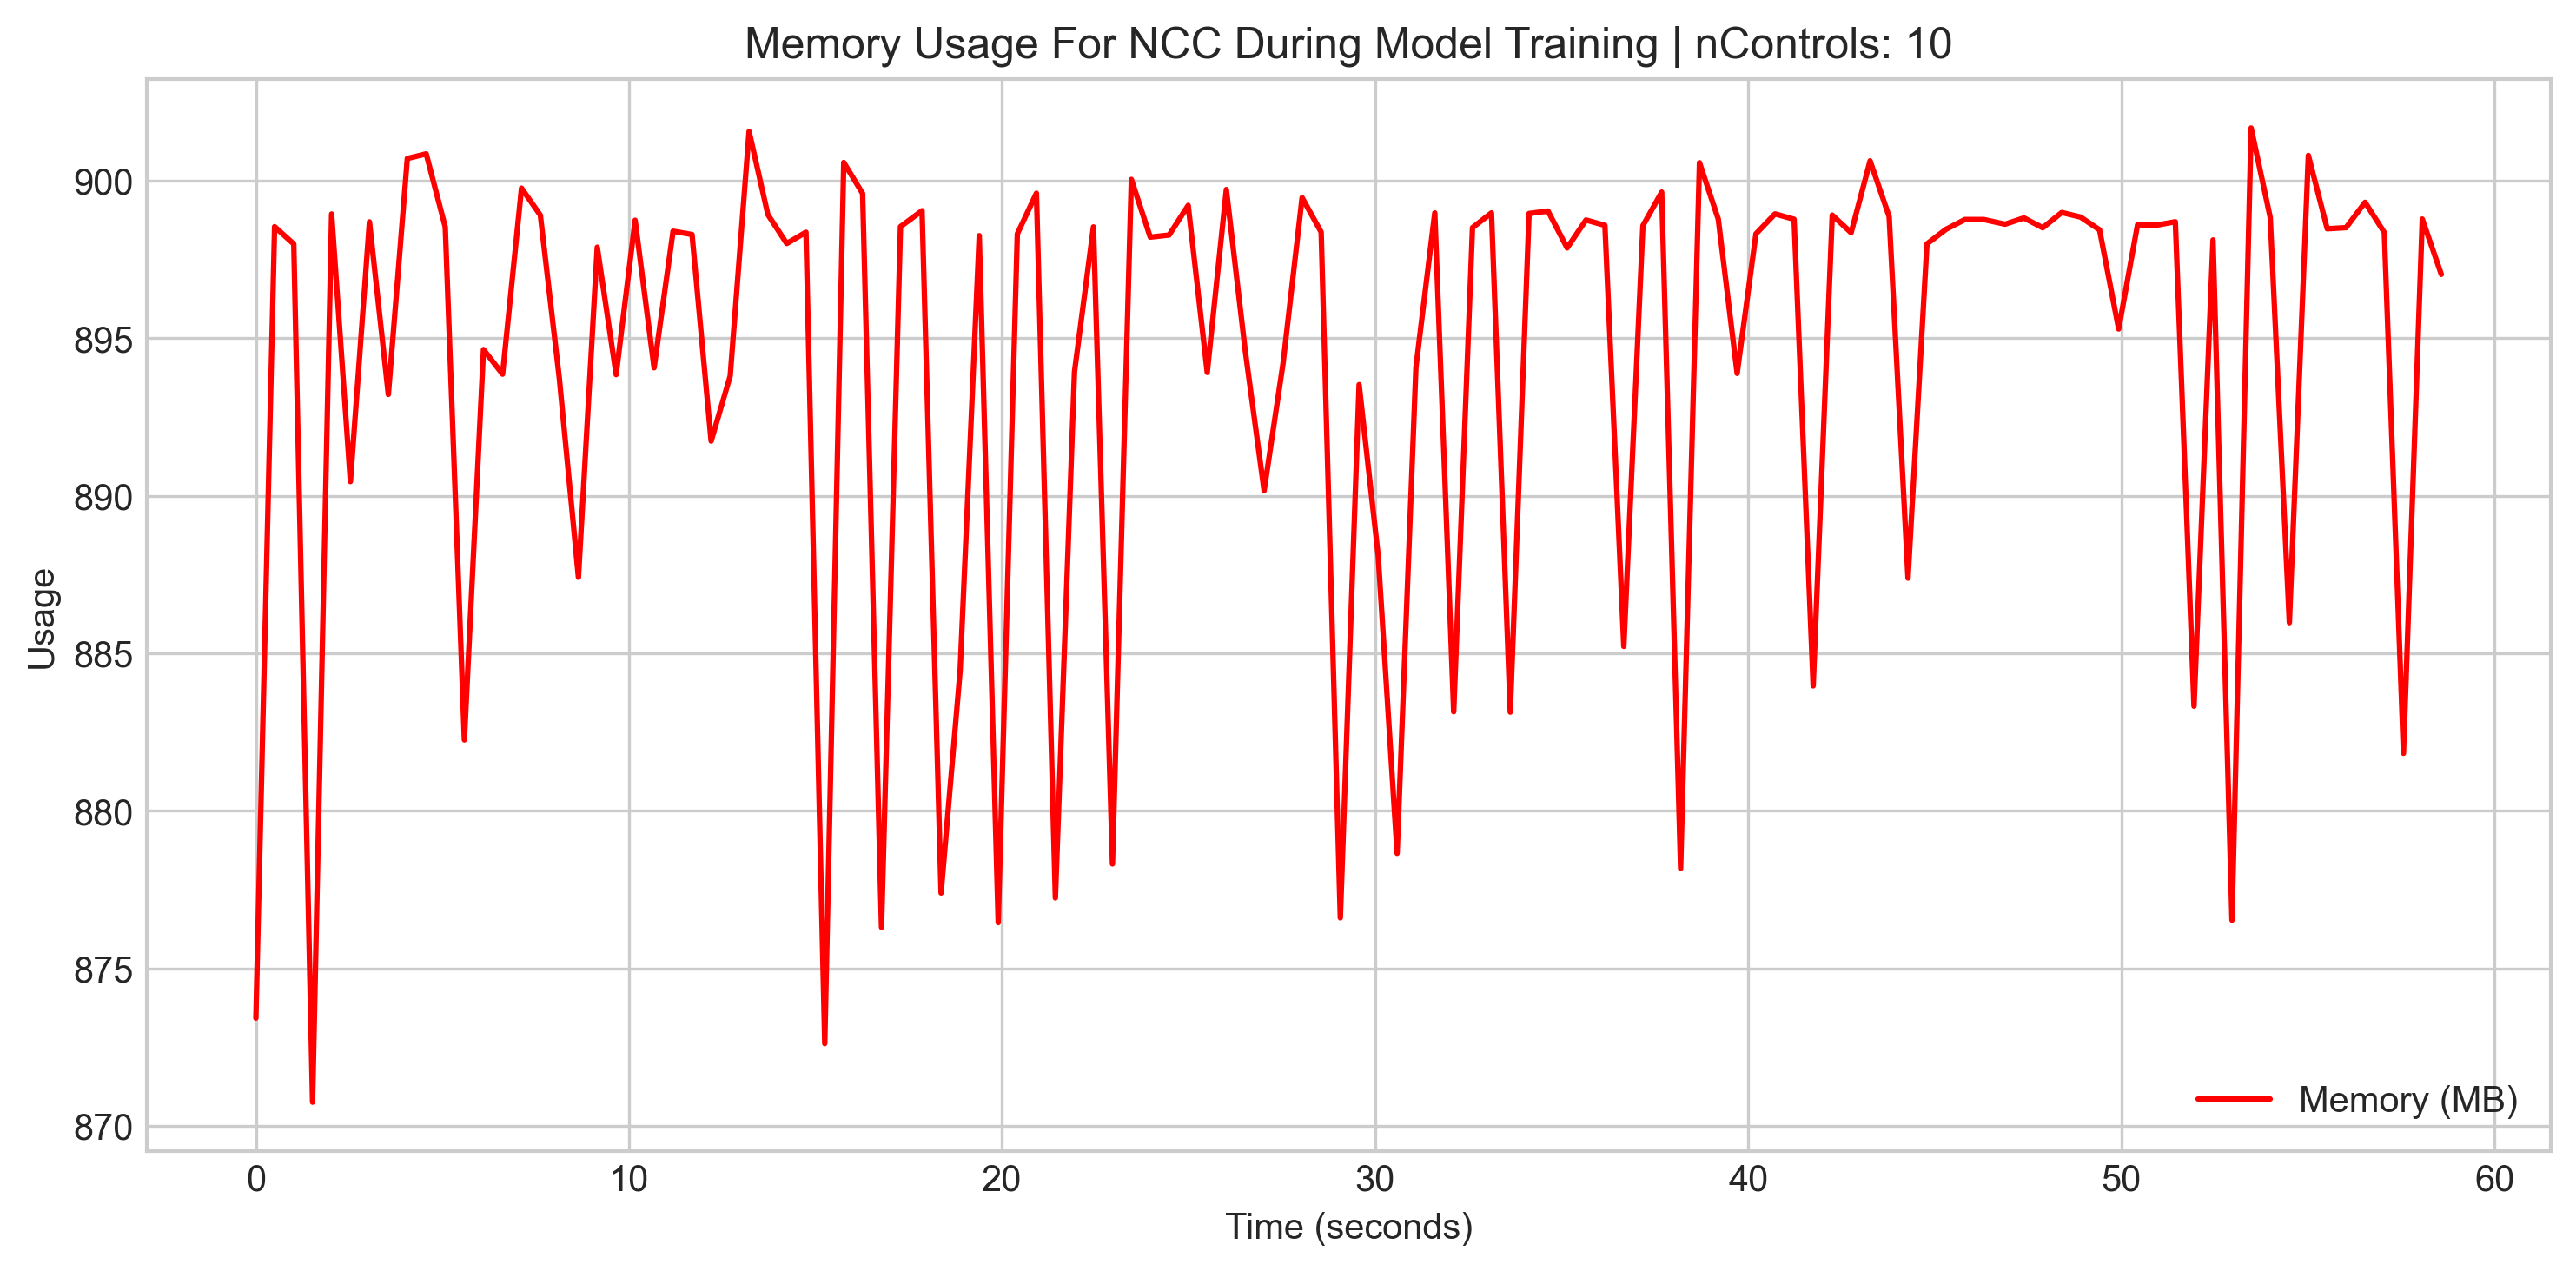 Memory Usage For NCC During Model Training | nControls: 10
900
895
890
885
880
875
870
Usage
Memory (MB)
0 10 20 30 40 50 60
Time (seconds)